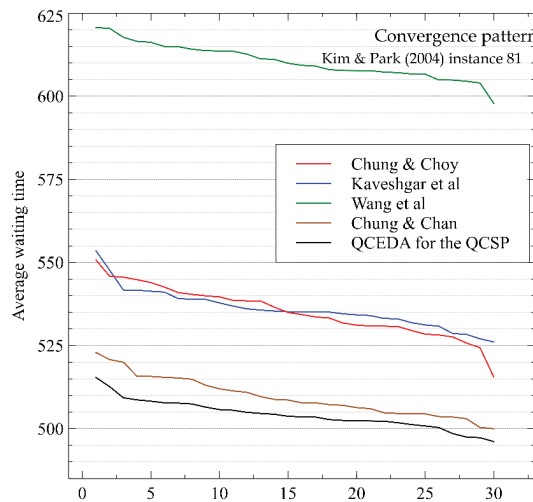 Convergence pattern
Kim & Park (2004) instance 81
Average waiting time
625
600
575
550
525
500
Chung & Choy
Kaveshgar et al
Wang et al
Chung & Chan
QCEDA for the QCSP
0 5 10 15 20 25 30